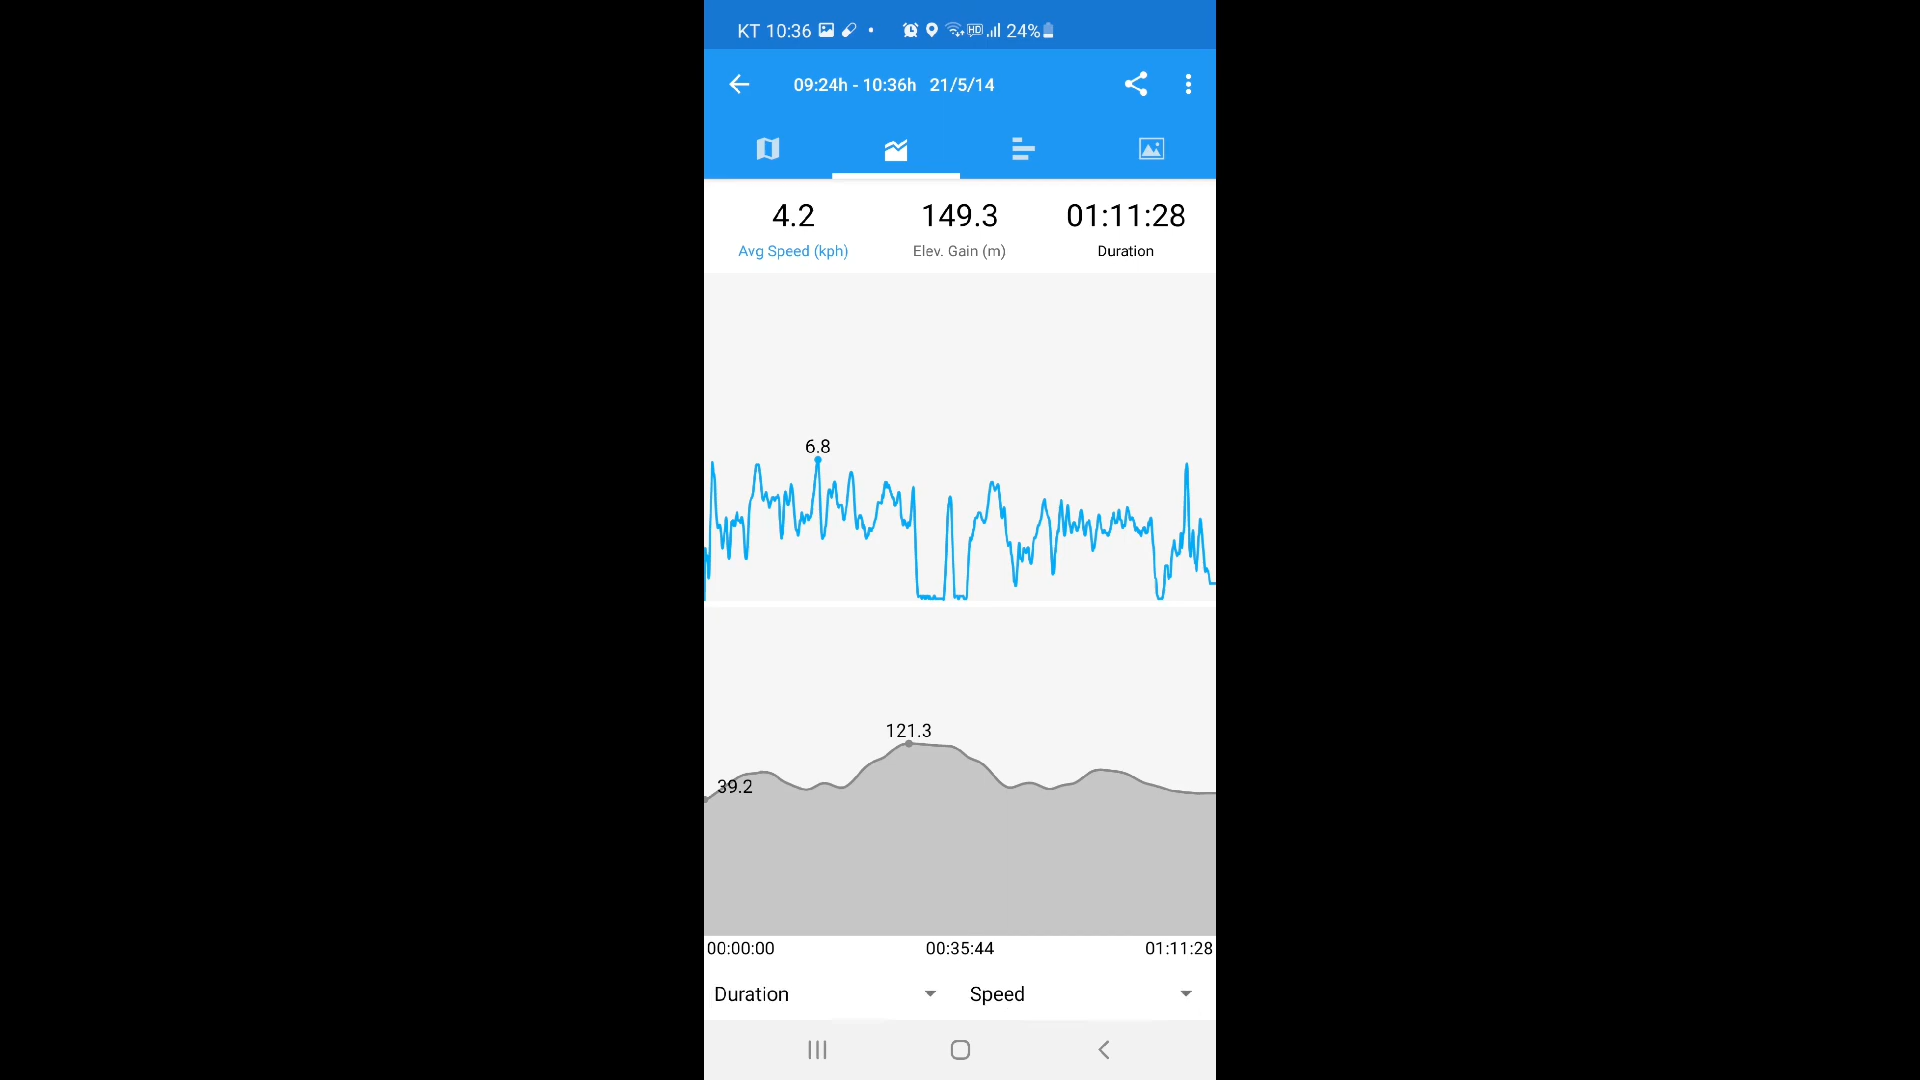 KT 10:36 HD 24%
09:24h - 10:36h 21/5/14
4.2 149.3 01:11:28
Avg Speed (kph) Elev. Gain (m) Duration
6.8
121.3
39.2
00:00:00 00:35:44 01:11:28
Duration Speed